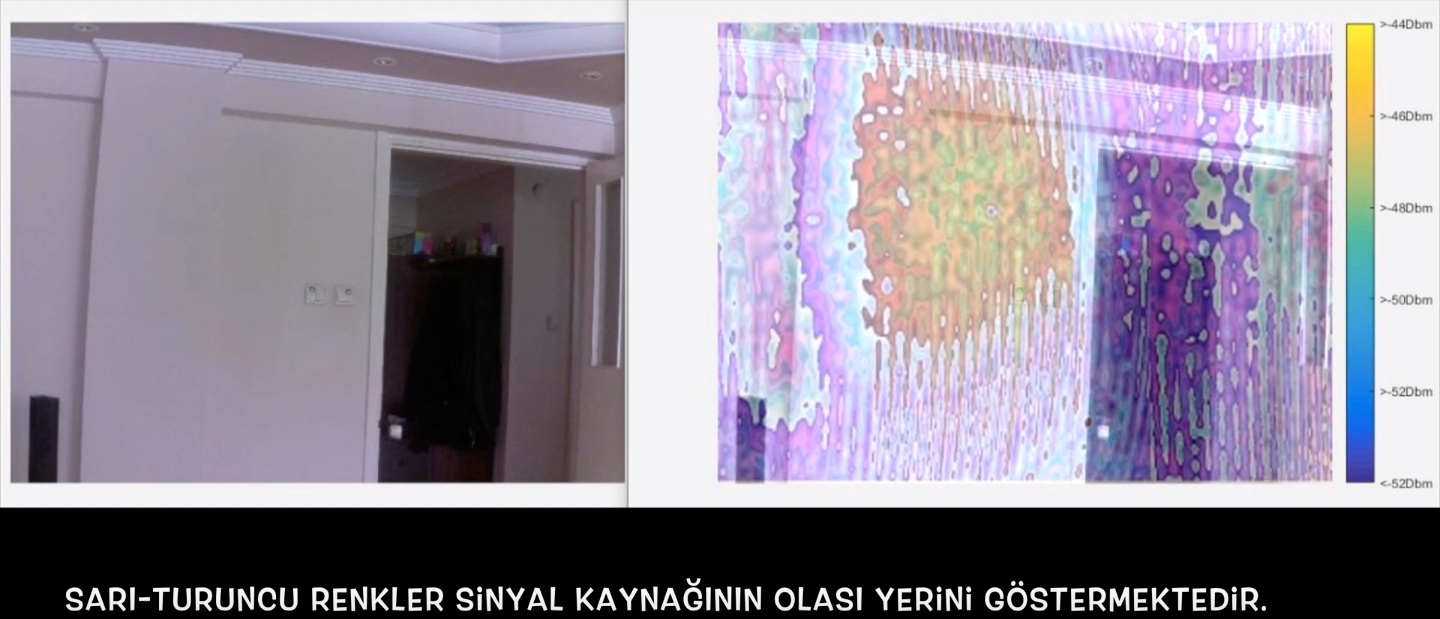 >-44Dbm
>-46Dbm
>-48Dbm
>-50Dbm
>-52Dbm
<-52Dbm
SARI-TURUNCU RENKLER SİNYAL KAYNAĞININ OLASI YERİNİ GÖSTERMEKTEDİR.